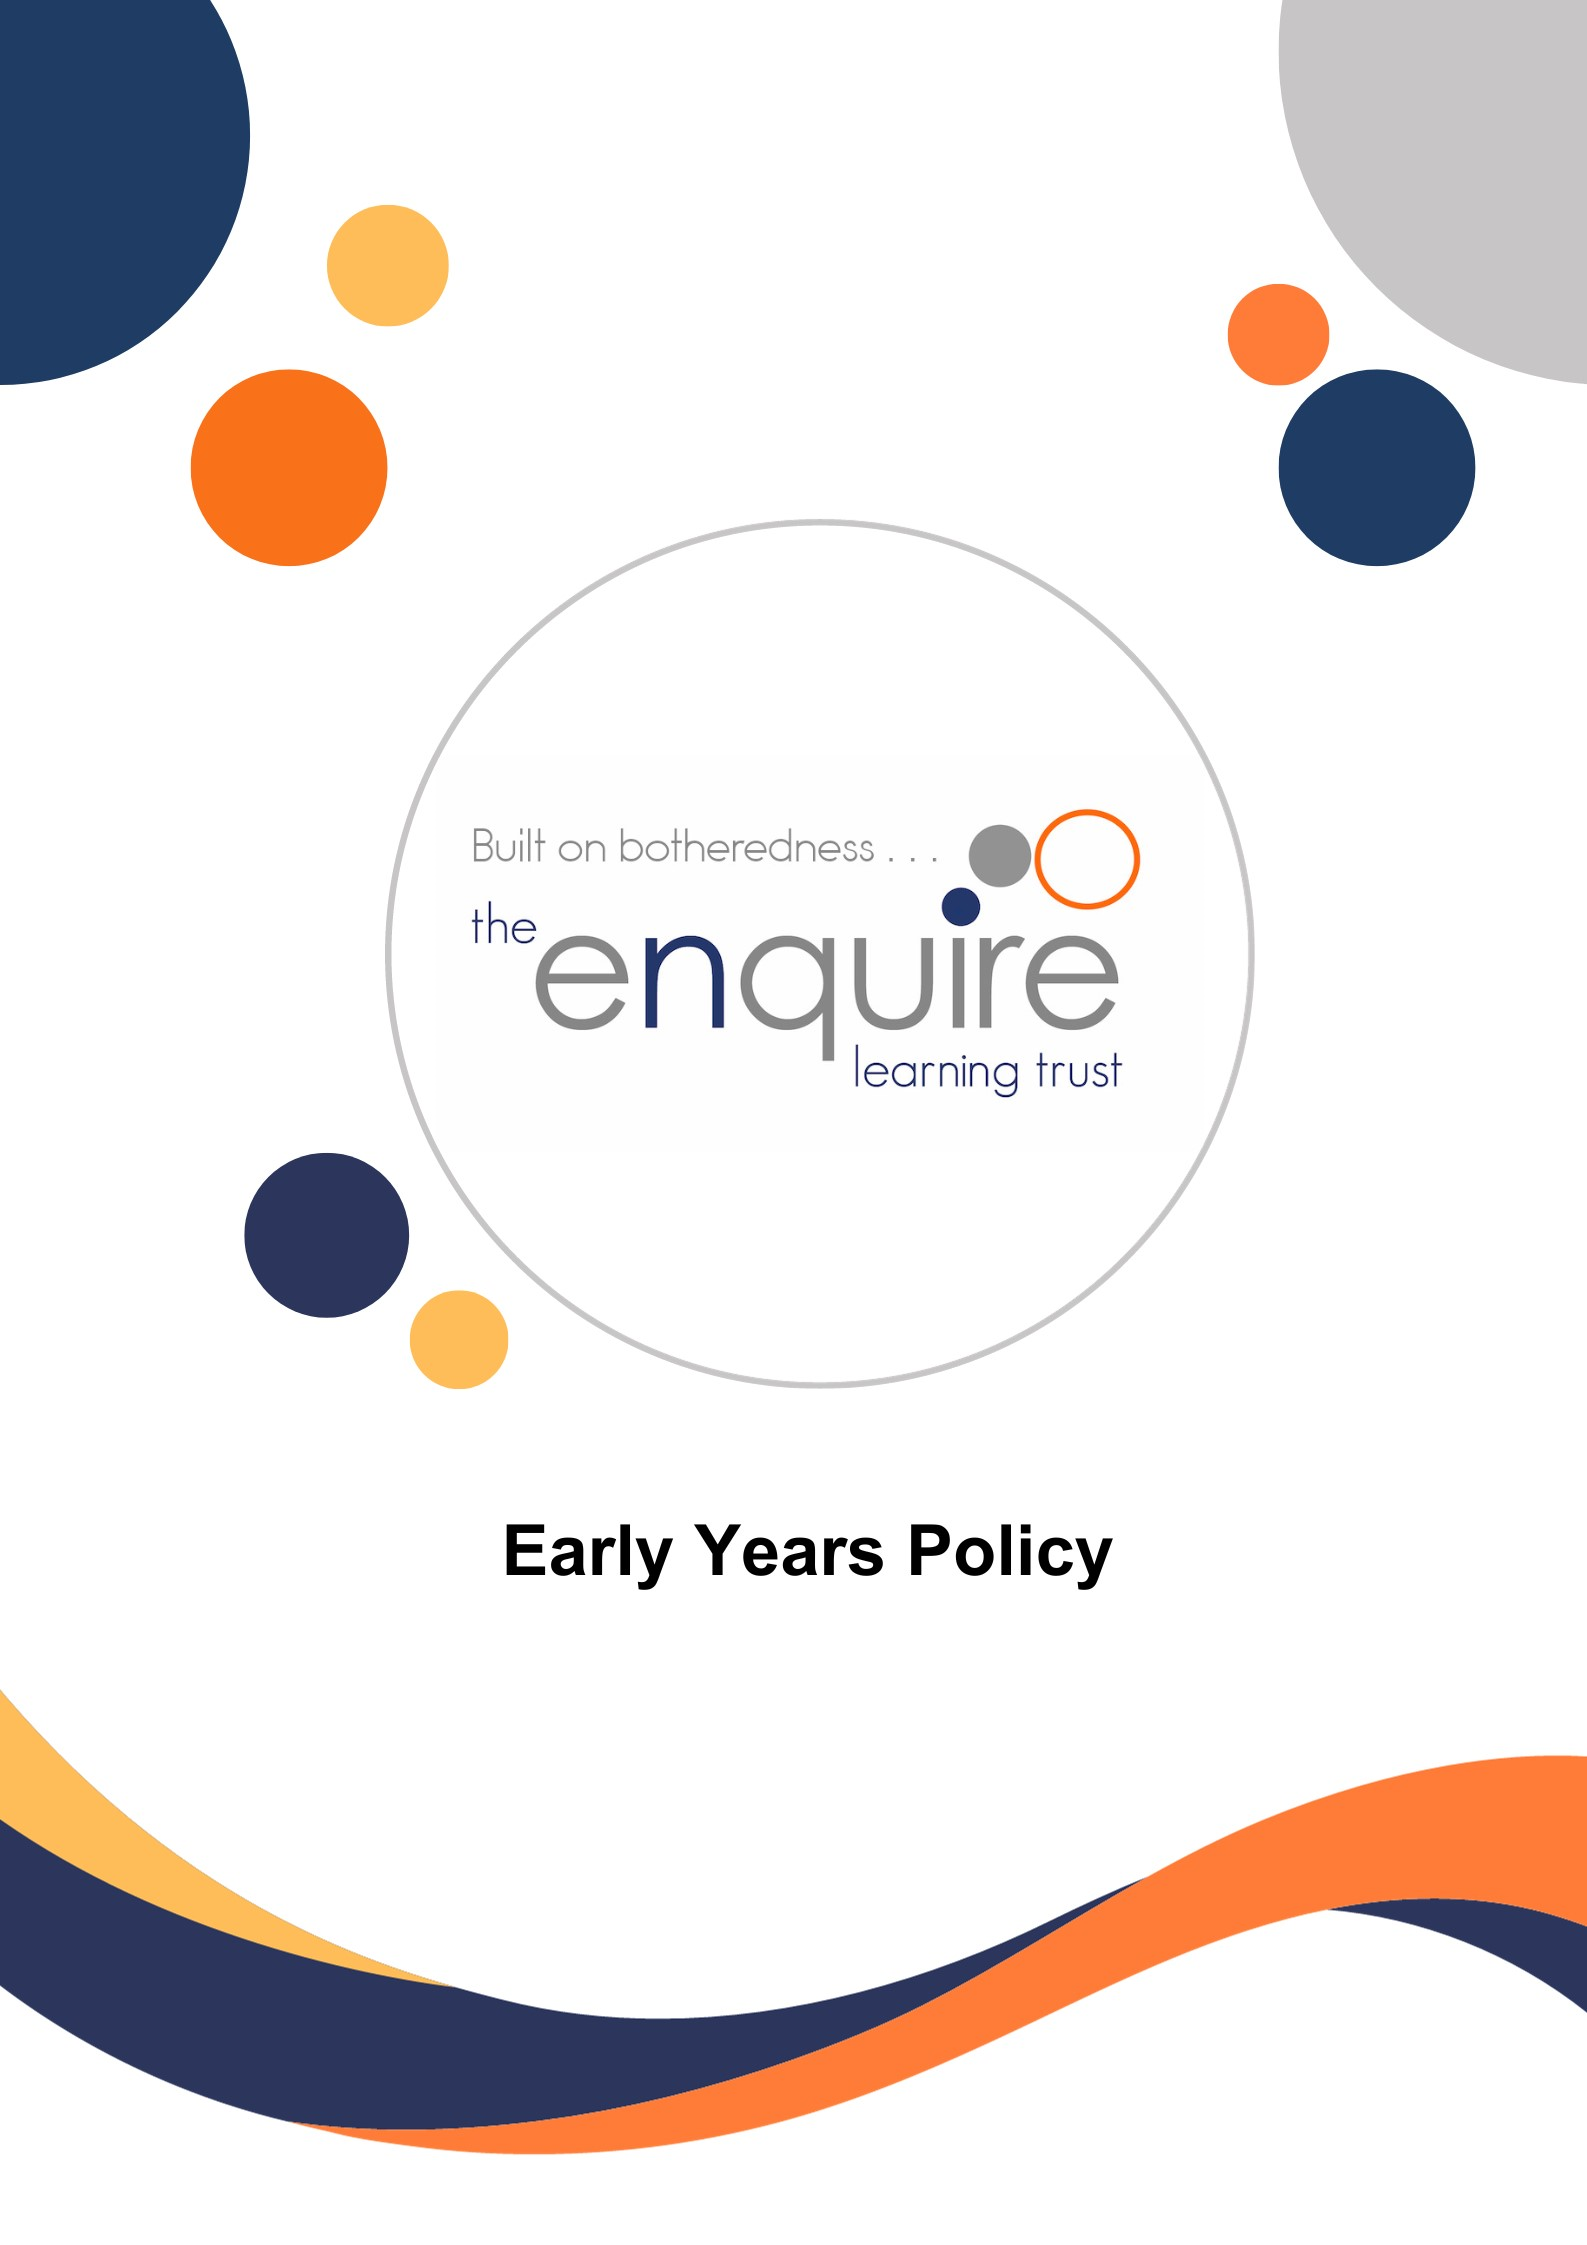 Built on botheredness . . .
the
enquire
learning trust
Early Years Policy